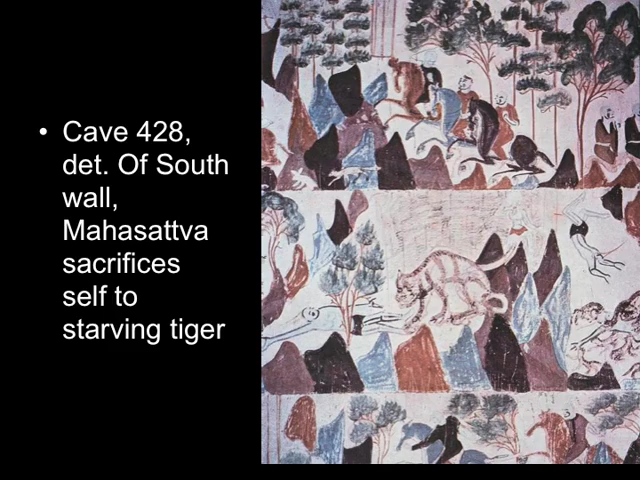 • Cave 428,
det. Of South
wall,
Mahasattva
sacrifices
self to
starving tiger